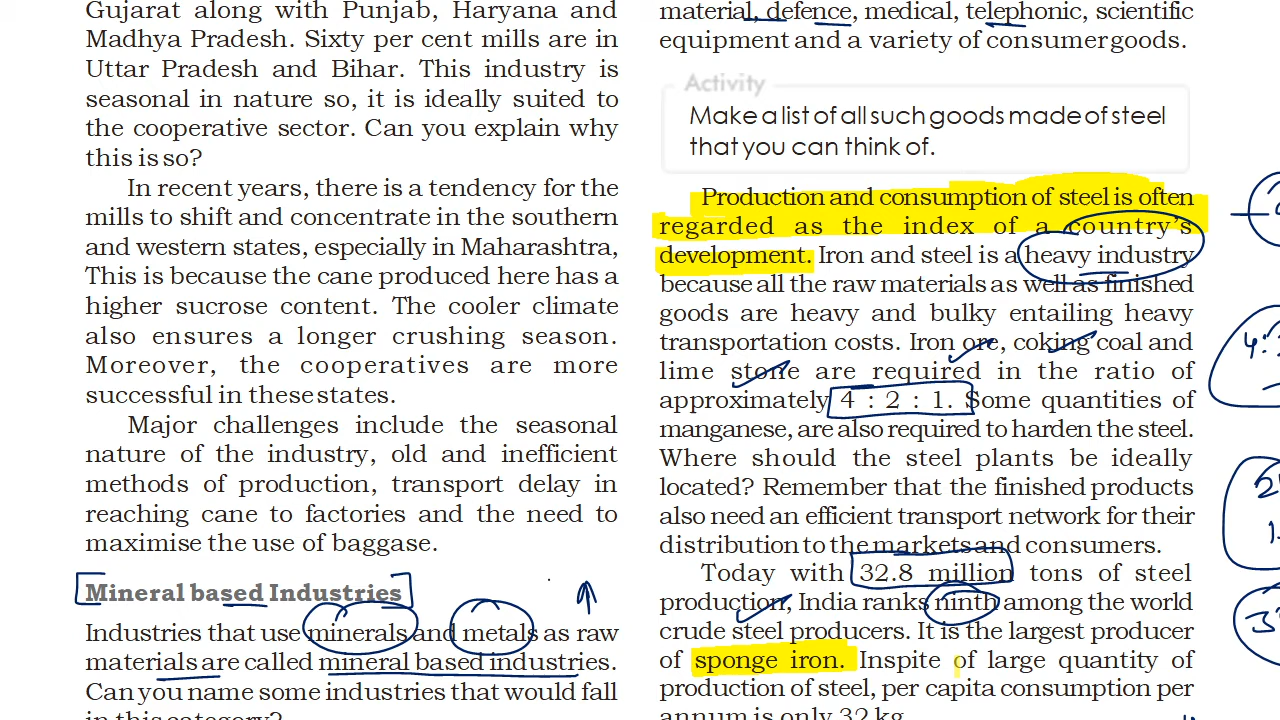 Gujarat along with Punjab, Haryana and
Madhya Pradesh. Sixty per cent mills are in
Uttar Pradesh and Bihar. This industry is
seasonal in nature so, it is ideally suited to
the cooperative sector. Can you explain why
this is so?
In recent years, there is a tendency for the
mills to shift and concentrate in the southern
and western states, especially in Maharashtra,
This is because the cane produced here has a
higher sucrose content. The cooler climate
also ensures a longer crushing season.
Moreover, the cooperatives are more
successful in these states.
Major challenges include the seasonal
nature of the industry, old and inefficient
methods of production, transport delay in
reaching cane to factories and the need to
maximise the use of baggase.
Mineral based Industries
Industries that use minerals and metals as raw
materials are called mineral based industries.
Can you name some industries that would fall
in this category?
material, defence, medical, telephonic, scientific
equipment and a variety of consumer goods.
Activity
Make a list of all such goods made of steel
that you can think of.
Production and consumption of steel is often
regarded as the index of a country's
development. Iron and steel is a heavy industry
because all the raw materials as well as finished
goods are heavy and bulky entailing heavy
transportation costs. Iron ore, coking coal and
lime stone are required in the ratio of
approximately 4 : 2 : 1. Some quantities of
manganese, are also required to harden the steel.
Where should the steel plants be ideally
located? Remember that the finished products
also need an efficient transport network for their
distribution to the markets and consumers.
Today with 32.8 million tons of steel
production, India ranks ninth among the world
crude steel producers. It is the largest producer
of sponge iron. Inspite of large quantity of
production of steel, per capita consumption per
annum is only 32 kg
4: